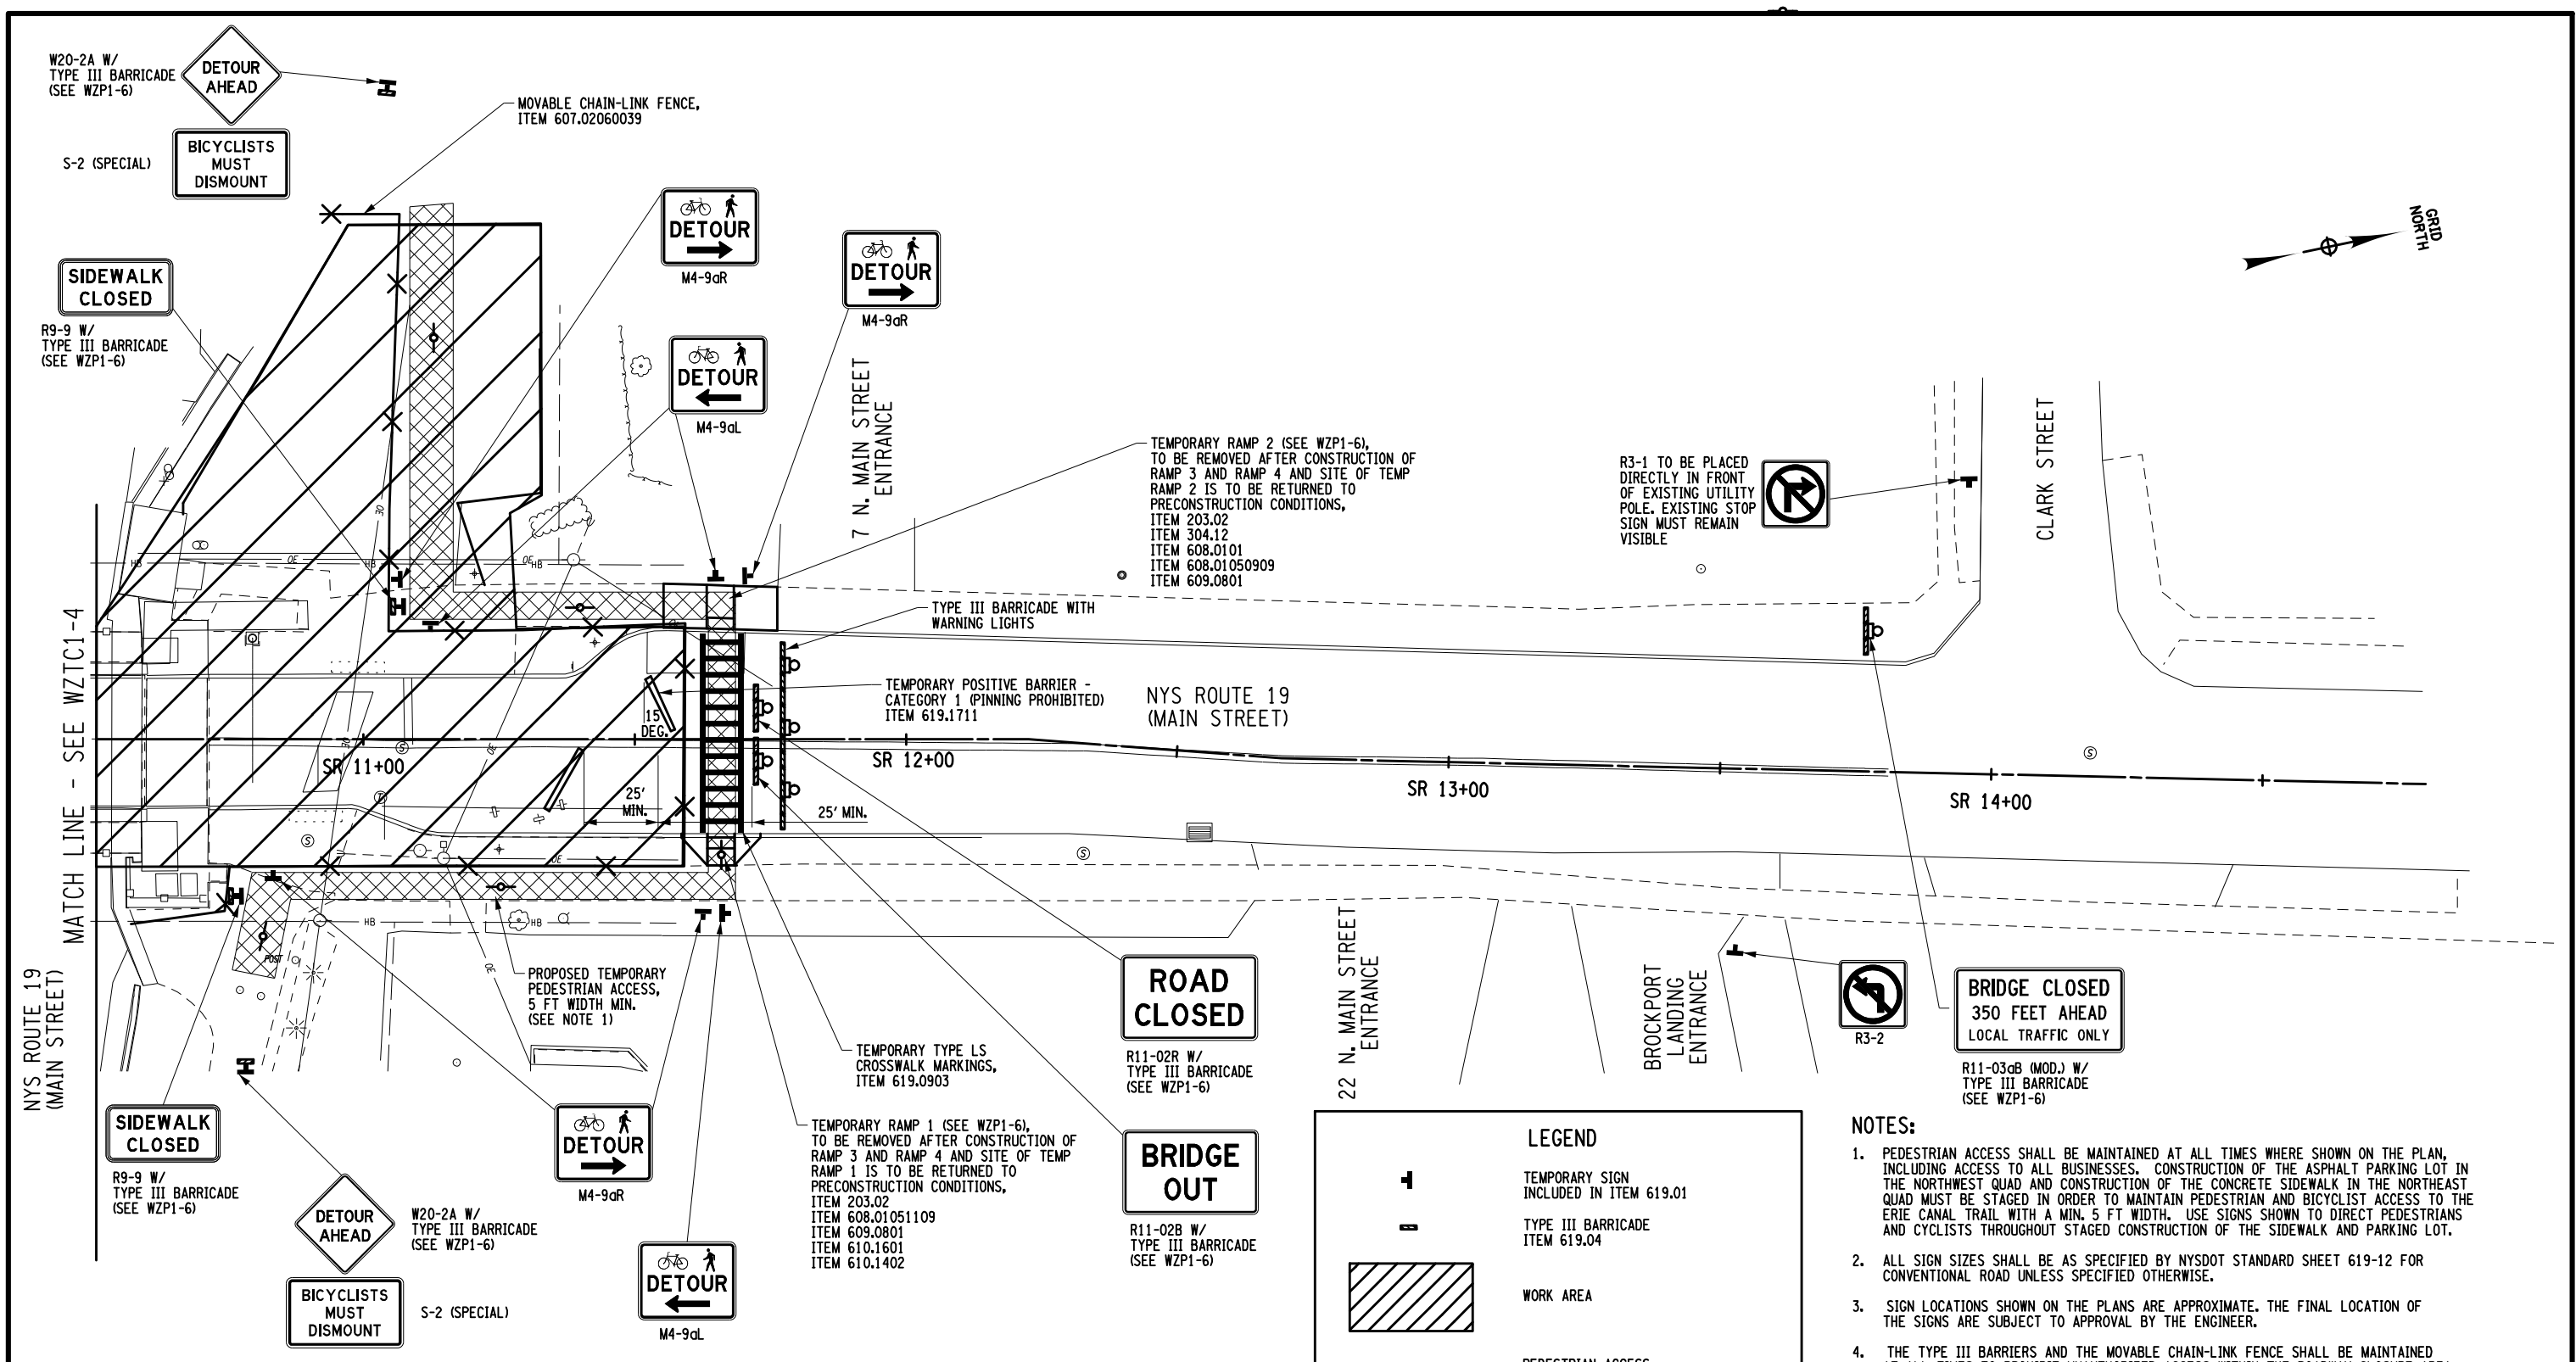 W20-2A W/
TYPE III BARRICADE
(SEE WZP1-6)
DETOUR
AHEAD
S-2 (SPECIAL)
BICYCLISTS
MUST
DISMOUNT
MOVABLE CHAIN-LINK FENCE,
ITEM 607.02060039
SIDEWALK
CLOSED
R9-9 W/
TYPE III BARRICADE
(SEE WZP1-6)
DETOUR
M4-9aR
DETOUR
M4-9aR
DETOUR
M4-9aL
7 N. MAIN STREET
ENTRANCE
TEMPORARY RAMP 2 (SEE WZP1-6),
TO BE REMOVED AFTER CONSTRUCTION OF
RAMP 3 AND RAMP 4 AND SITE OF TEMP
RAMP 2 IS TO BE RETURNED TO
PRECONSTRUCTION CONDITIONS,
ITEM 203.02
ITEM 304.12
ITEM 608.0101
ITEM 608.01050909
ITEM 609.0801
R3-1 TO BE PLACED
DIRECTLY IN FRONT
OF EXISTING UTILITY
POLE. EXISTING STOP
SIGN MUST REMAIN
VISIBLE
CLARK STREET
GRID
NORTH
TYPE III BARRICADE WITH
WARNING LIGHTS
TEMPORARY POSITIVE BARRIER -
CATEGORY 1 (PINNING PROHIBITED)
ITEM 619.1711
NYS ROUTE 19
(MAIN STREET)
MATCH LINE - SEE WZTC1-4
NYS ROUTE 19
(MAIN STREET)
HB
OE
HB
OE
HB
30
30
15
DEG.
S
T
S
SR 11+00
SR 12+00
SR 13+00
SR 14+00
S
S
25'
MIN.
25' MIN.
OE
OE
HB
HB
POST
OE
PROPOSED TEMPORARY
PEDESTRIAN ACCESS,
5 FT WIDTH MIN.
(SEE NOTE 1)
TEMPORARY TYPE LS
CROSSWALK MARKINGS,
ITEM 619.0903
TEMPORARY RAMP 1 (SEE WZP1-6),
TO BE REMOVED AFTER CONSTRUCTION OF
RAMP 3 AND RAMP 4 AND SITE OF TEMP
RAMP 1 IS TO BE RETURNED TO
PRECONSTRUCTION CONDITIONS,
ITEM 203.02
ITEM 608.01051109
ITEM 609.0801
ITEM 610.1601
ITEM 610.1402
SIDEWALK
CLOSED
R9-9 W/
TYPE III BARRICADE
(SEE WZP1-6)
DETOUR
AHEAD
W20-2A W/
TYPE III BARRICADE
(SEE WZP1-6)
BICYCLISTS
MUST
DISMOUNT
S-2 (SPECIAL)
DETOUR
M4-9aR
DETOUR
M4-9aL
ROAD
CLOSED
R11-02R W/
TYPE III BARRICADE
(SEE WZP1-6)
BRIDGE
OUT
R11-02B W/
TYPE III BARRICADE
(SEE WZP1-6)
22 N. MAIN STREET
ENTRANCE
BROCKPORT
LANDING
ENTRANCE
R3-2
BRIDGE CLOSED
350 FEET AHEAD
LOCAL TRAFFIC ONLY
R11-03aB (MOD.) W/
TYPE III BARRICADE
(SEE WZP1-6)
LEGEND
TEMPORARY SIGN
INCLUDED IN ITEM 619.01
TYPE III BARRICADE
ITEM 619.04
WORK AREA
PEDESTRIAN ACCESS
NOTES:
1. PEDESTRIAN ACCESS SHALL BE MAINTAINED AT ALL TIMES WHERE SHOWN ON THE PLAN,
INCLUDING ACCESS TO ALL BUSINESSES. CONSTRUCTION OF THE ASPHALT PARKING LOT IN
THE NORTHWEST QUAD AND CONSTRUCTION OF THE CONCRETE SIDEWALK IN THE NORTHEAST
QUAD MUST BE STAGED IN ORDER TO MAINTAIN PEDESTRIAN AND BICYCLIST ACCESS TO THE
ERIE CANAL TRAIL WITH A MIN. 5 FT WIDTH. USE SIGNS SHOWN TO DIRECT PEDESTRIANS
AND CYCLISTS THROUGHOUT STAGED CONSTRUCTION OF THE SIDEWALK AND PARKING LOT.
2. ALL SIGN SIZES SHALL BE AS SPECIFIED BY NYSDOT STANDARD SHEET 619-12 FOR
CONVENTIONAL ROAD UNLESS SPECIFIED OTHERWISE.
3. SIGN LOCATIONS SHOWN ON THE PLANS ARE APPROXIMATE. THE FINAL LOCATION OF
THE SIGNS ARE SUBJECT TO APPROVAL BY THE ENGINEER.
4. THE TYPE III BARRIERS AND THE MOVABLE CHAIN-LINK FENCE SHALL BE MAINTAINED